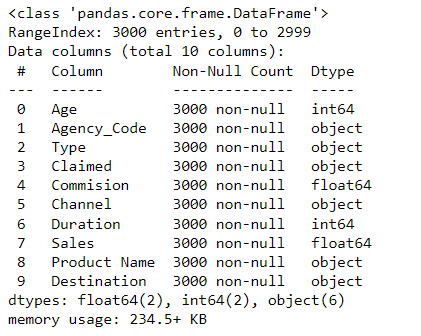 <class 'pandas.core.frame.DataFrame'>
RangeIndex: 3000 entries, 0 to 2999
Data columns (total 10 columns):
 #   Column        Non-Null Count  Dtype
---  ------        --------------  -----
 0   Age           3000 non-null   int64
 1   Agency_Code   3000 non-null   object
 2   Type          3000 non-null   object
 3   Claimed       3000 non-null   object
 4   Commision     3000 non-null   float64
 5   Channel       3000 non-null   object
 6   Duration      3000 non-null   int64
 7   Sales         3000 non-null   float64
 8   Product Name  3000 non-null   object
 9   Destination   3000 non-null   object
dtypes: float64(2), int64(2), object(6)
memory usage: 234.5+ KB